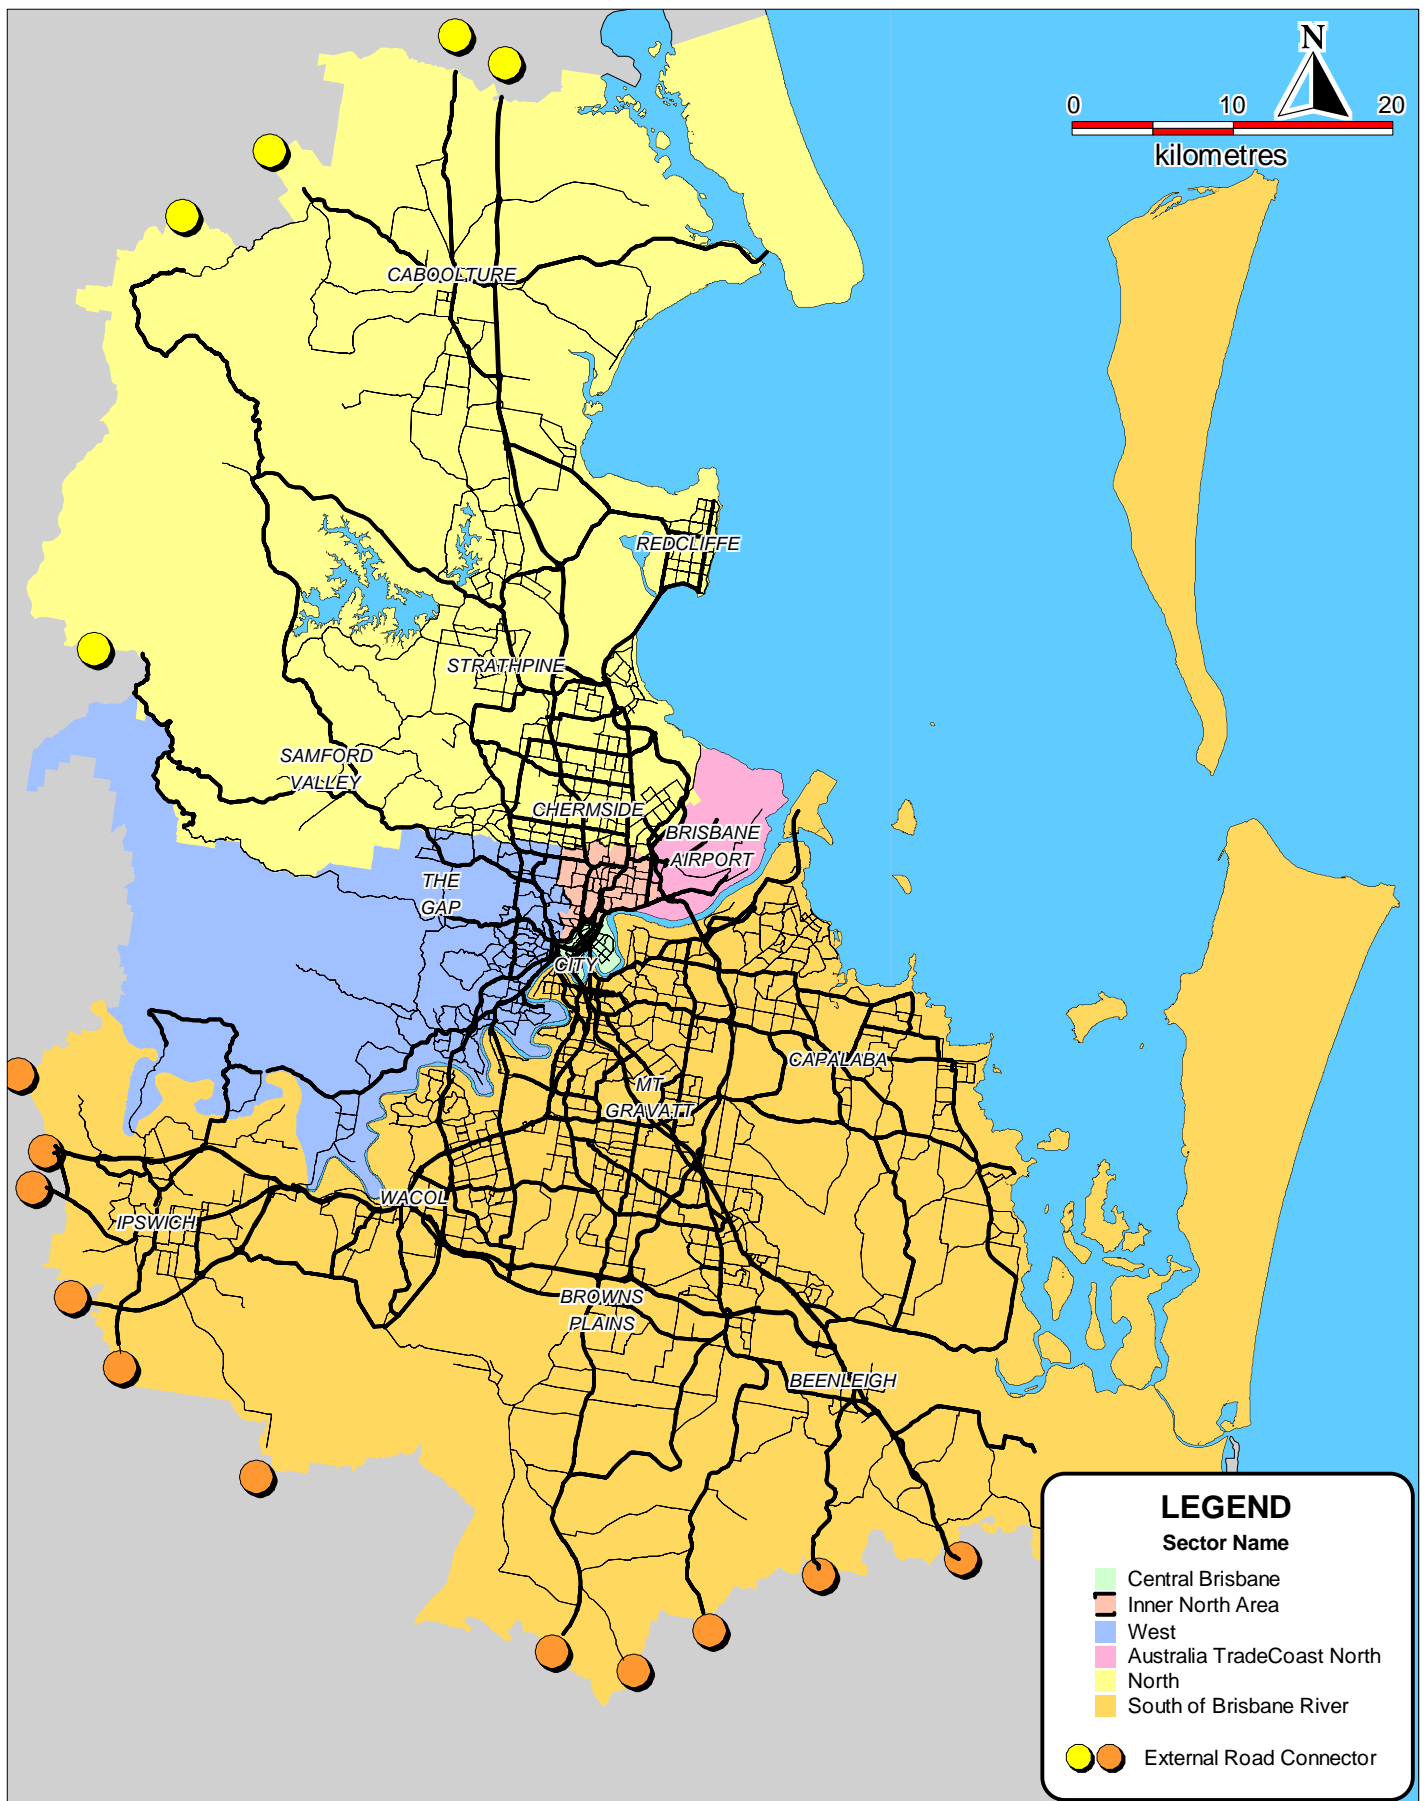 N
0 10 20
kilometres
CABOOLTURE
REDCLIFFE
STRATHPINE
SAMFORD
VALLEY
CHERMSIDE
BRISBANE
AIRPORT
THE
GAP
CITY
CAPALABA
MT
GRAVATT
WACOL
IPSWICH
BROWNS
PLAINS
BEENLEIGH
LEGEND
Sector Name
Central Brisbane
Inner North Area
West
Australia TradeCoast North
North
South of Brisbane River
External Road Connector